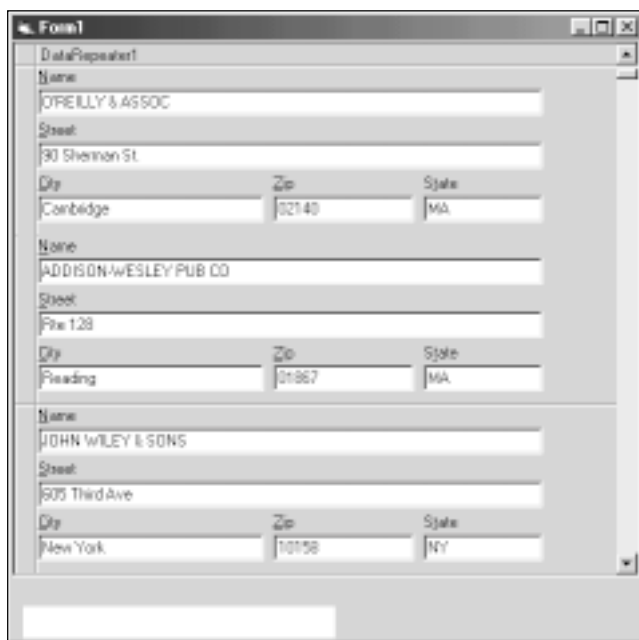 Form1
DataRepeater1
Name
O'REILLY & ASSOC
Street
90 Sherman St.
City Zip State
Cambridge 02140 MA
Name
ADDISON-WESLEY PUB CO
Street
Rte 128
City Zip State
Reading 01867 MA
Name
JOHN WILEY & SONS
Street
605 Third Ave
City Zip State
New York 10158 NY